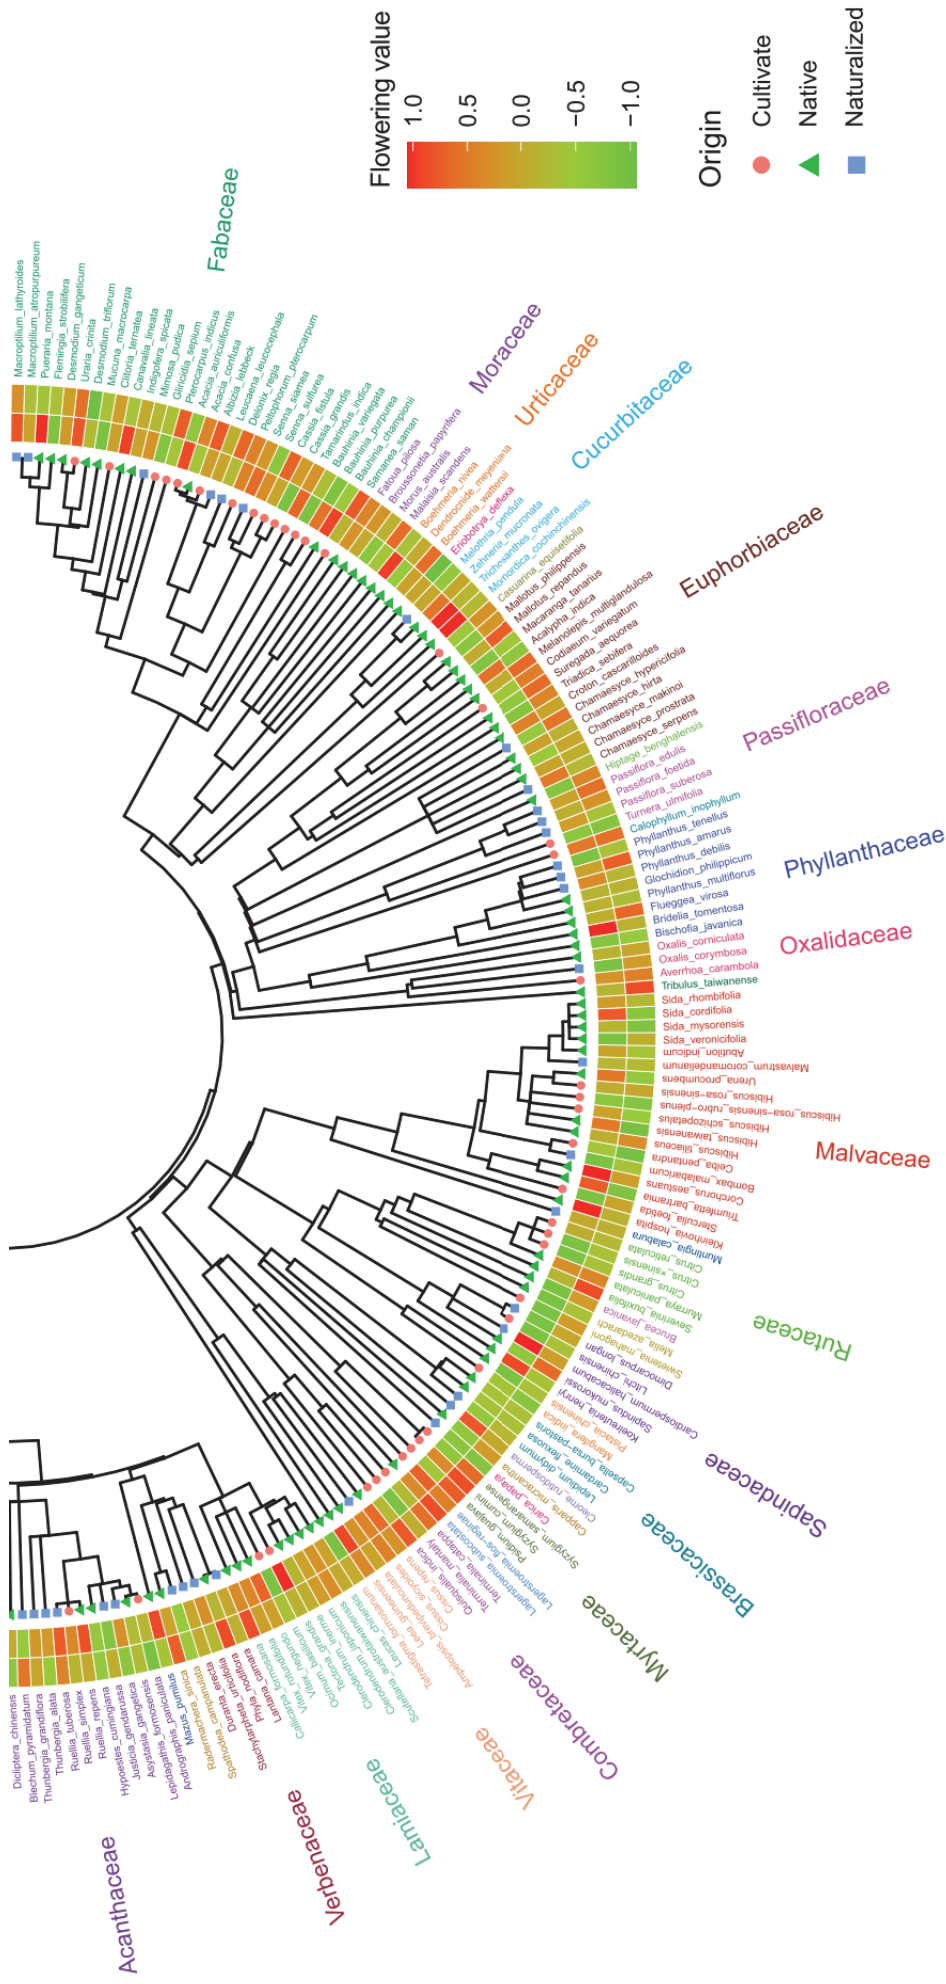 Flowering value
1.0
0.5
0.0
−0.5
−1.0
Origin
Cultivate
Native
Naturalized
Fabaceae
Moraceae
Urticaceae
Cucurbitaceae
Euphorbiaceae
Passifloraceae
Phyllanthaceae
Oxalidaceae
Malvaceae
Rutaceae
Sapindaceae
Brassicaceae
Myrtaceae
Combretaceae
Vitaceae
Lamiaceae
Verbenaceae
Acanthaceae
Macroptilium_lathyroides
Macroptilium_atropurpureum
Pueraria_montana
Flemingia_strobilifera
Desmodium_gangeticum
Uraria_crinita
Desmodium_triflorum
Mucuna_macrocarpa
Clitoria_ternatea
Canavalia_lineata
Indigofera_spicata
Mimosa_pudica
Gliricidia_sepium
Pterocarpus_indicus
Acacia_auriculiformis
Acacia_confusa
Albizia_lebbeck
Leucaena_leucocephala
Delonix_regia
Peltophorum_pterocarpum
Senna_siamea
Senna_sulfurea
Cassia_fistula
Cassia_grandis
Tamarindus_indica
Bauhinia_variegata
Bauhinia_purpurea
Bauhinia_championii
Samanea_saman
Fatoua_pilosa
Broussonetia_papyrifera
Morus_australis
Malaisia_scandens
Boehmeria_nivea
Dendrocnide_meyeniana
Boehmeria_wattersii
Eriobotrya_deflexa
Melothria_pendula
Zehneria_mucronata
Trichosanthes_ovigera
Momordica_cochinchinensis
Casuarina_equisetifolia
Mallotus_philippensis
Mallotus_repandus
Macaranga_tanarius
Acalypha_indica
Melanolepis_multiglandulosa
Codiaeum_variegatum
Suregada_aequorea
Triadica_sebifera
Croton_cascarilloides
Chamaesyce_hypericifolia
Chamaesyce_hirta
Chamaesyce_makinoi
Chamaesyce_prostrata
Chamaesyce_serpens
Hiptage_benghalensis
Passiflora_edulis
Passiflora_foetida
Passiflora_suberosa
Turnera_ulmifolia
Calophyllum_inophyllum
Phyllanthus_tenellus
Phyllanthus_amarus
Phyllanthus_debilis
Glochidion_philippicum
Phyllanthus_multiflorus
Flueggea_virosa
Bridelia_tomentosa
Bischofia_javanica
Oxalis_corniculata
Oxalis_corymbosa
Averrhoa_carambola
Tribulus_taiwanense
Sida_rhombifolia
Sida_cordifolia
Sida_mysorensis
Sida_veronicifolia
Abutilon_indicum
Malvastrum_coromandelianum
Urena_procumbens
Hibiscus_rosa-sinensis
Hibiscus_rosa-sinensis_rubro-plenus
Hibiscus_schizopetalus
Hibiscus_taiwanensis
Hibiscus_tiliaceus
Ceiba_pentandra
Bombax_malabaricum
Corchorus_aestuans
Triumfetta_bartramia
Sterculia_foetida
Kleinhovia_hospita
Muntingia_calabura
Citrus_reticulata
Citrus_×sinensis
Citrus_grandis
Murraya_paniculata
Severinia_buxifolia
Brucea_javanica
Melia_azedarach
Swietenia_mahagoni
Dimocarpus_longan
Litchi_chinensis
Cardiospermum_halicacabum
Sapindus_mukorossi
Koelreuteria_henryi
Pistacia_chinensis
Mangifera_indica
Capsella_bursa-pastoris
Cardamine_flexuosa
Lepidium_didymum
Cleome_rutidosperma
Capparis_micracantha
Carica_papaya
Syzygium_samarangense
Syzygium_cumini
Psidium_guajava
Lagerstroemia_flos-reginae
Lagerstroemia_subcostata
Terminalia_catappa
Terminalia_mantaly
Quisqualis_indica
Cissus_repens
Cissus_sicyoides
Ampelopsis_brevipedunculata
Leea_guineensis
Tetrastigma_formosanum
Scutellaria_austrotaiwanensis
Leucas_chinensis
Clerodendrum_japonicum
Clerodendrum_inerme
Tectona_grandis
Ocimum_basilicum
Vitex_negundo
Vitex_rotundifolia
Callicarpa_formosana
Lantana_camara
Phyla_nodiflora
Stachytarpheta_urticifolia
Duranta_erecta
Spathodea_campanulata
Radermachera_sinica
Mazus_pumilus
Andrographis_paniculata
Lepidagathis_formosensis
Asystasia_gangetica
Justicia_gendarussa
Hypoestes_cumingiana
Ruellia_repens
Ruellia_simplex
Ruellia_tuberosa
Thunbergia_alata
Thunbergia_grandiflora
Blechum_pyramidatum
Dicliptera_chinensis